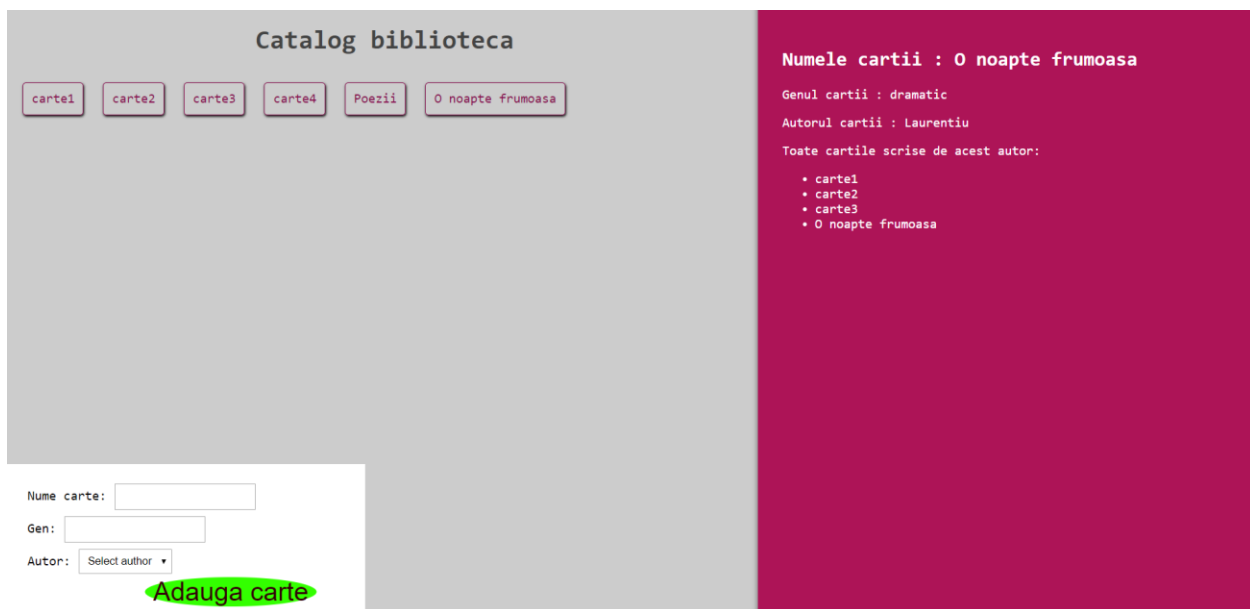 Catalog biblioteca
carte1 carte2 carte3 carte4 Poezii O noapte frumoasa
Nume carte:
Gen:
Autor: Select author
Adauga carte
Numele cartii : O noapte frumoasa
Genul cartii : dramatic
Autorul cartii : Laurentiu
Toate cartile scrise de acest autor:
• carte1
• carte2
• carte3
• O noapte frumoasa